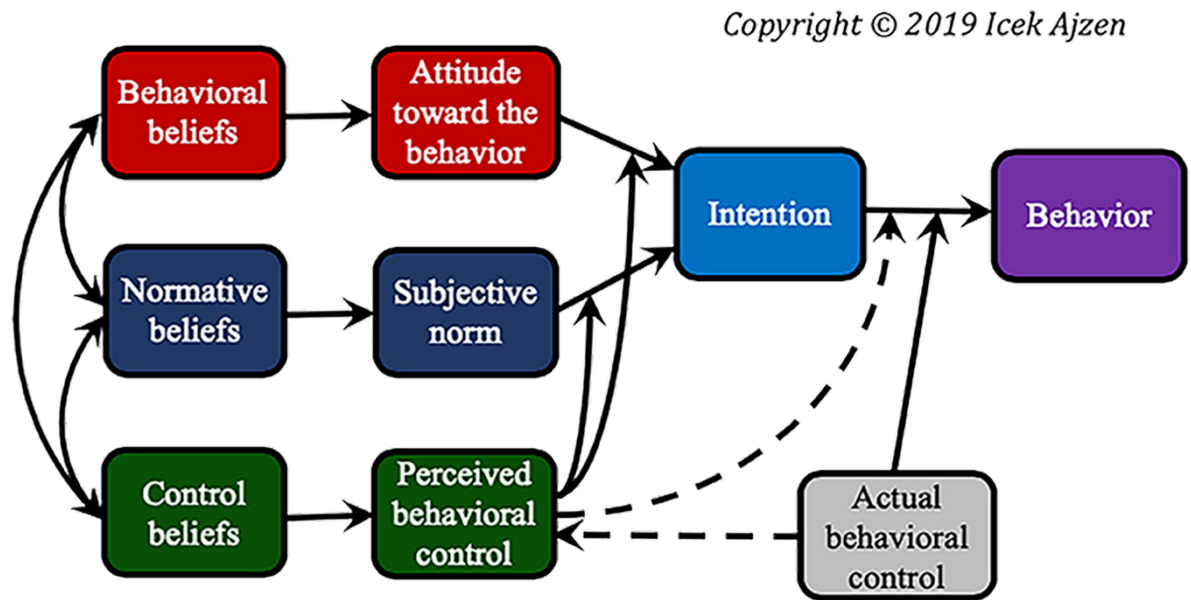 Copyright © 2019 Icek Ajzen
Behavioral
beliefs
Attitude
toward the
behavior
Intention
Behavior
Normative
beliefs
Subjective
norm
Control
beliefs
Perceived
behavioral
control
Actual
behavioral
control